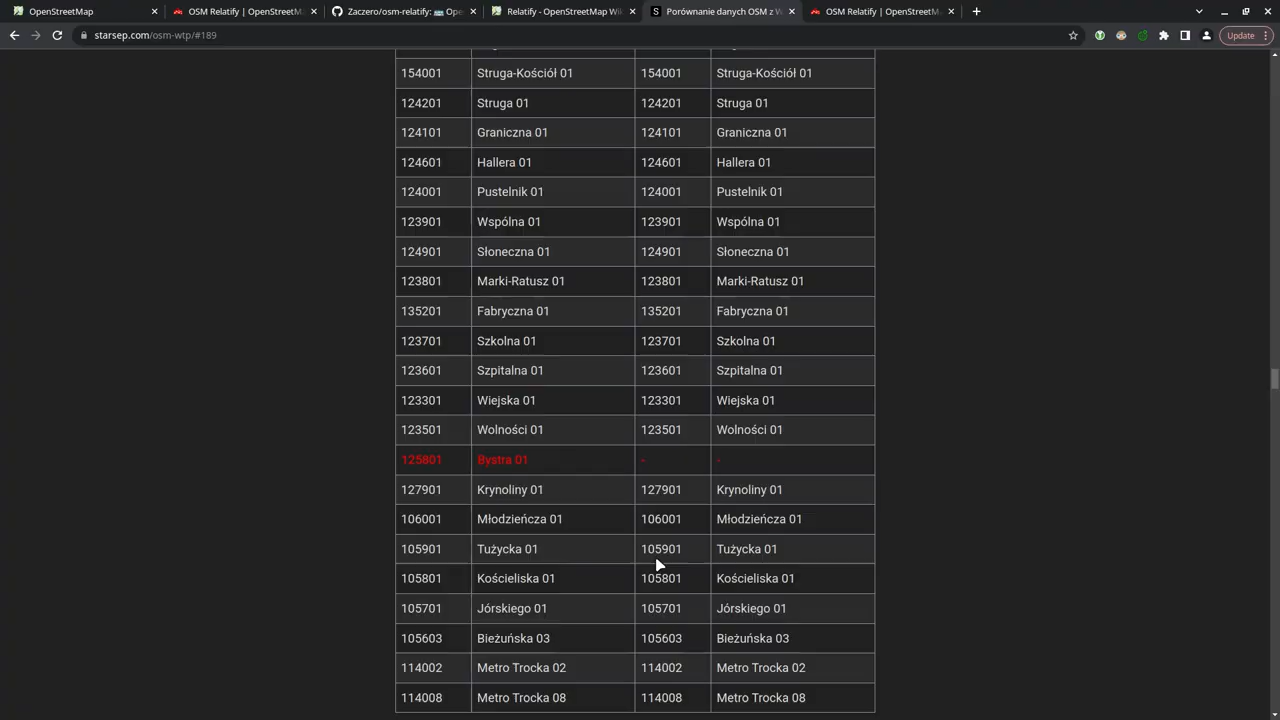 OpenStreetMap
OSM Relatify | OpenStreetM
Zaczero/osm-relatify: 🚌 Ope
Relatify - OpenStreetMap Wi
Porównanie danych OSM z W
OSM Relatify | OpenStreetM
starsep.com/osm-wtp/#189
Update
154001 Struga-Kościół 01 154001 Struga-Kościół 01
124201 Struga 01 124201 Struga 01
124101 Graniczna 01 124101 Graniczna 01
124601 Hallera 01 124601 Hallera 01
124001 Pustelnik 01 124001 Pustelnik 01
123901 Wspólna 01 123901 Wspólna 01
124901 Słoneczna 01 124901 Słoneczna 01
123801 Marki-Ratusz 01 123801 Marki-Ratusz 01
135201 Fabryczna 01 135201 Fabryczna 01
123701 Szkolna 01 123701 Szkolna 01
123601 Szpitalna 01 123601 Szpitalna 01
123301 Wiejska 01 123301 Wiejska 01
123501 Wolności 01 123501 Wolności 01
125801 Bystra 01 - -
127901 Krynoliny 01 127901 Krynoliny 01
106001 Młodzieńcza 01 106001 Młodzieńcza 01
105901 Tużycka 01 105901 Tużycka 01
105801 Kościeliska 01 105801 Kościeliska 01
105701 Jórskiego 01 105701 Jórskiego 01
105603 Bieżuńska 03 105603 Bieżuńska 03
114002 Metro Trocka 02 114002 Metro Trocka 02
114008 Metro Trocka 08 114008 Metro Trocka 08